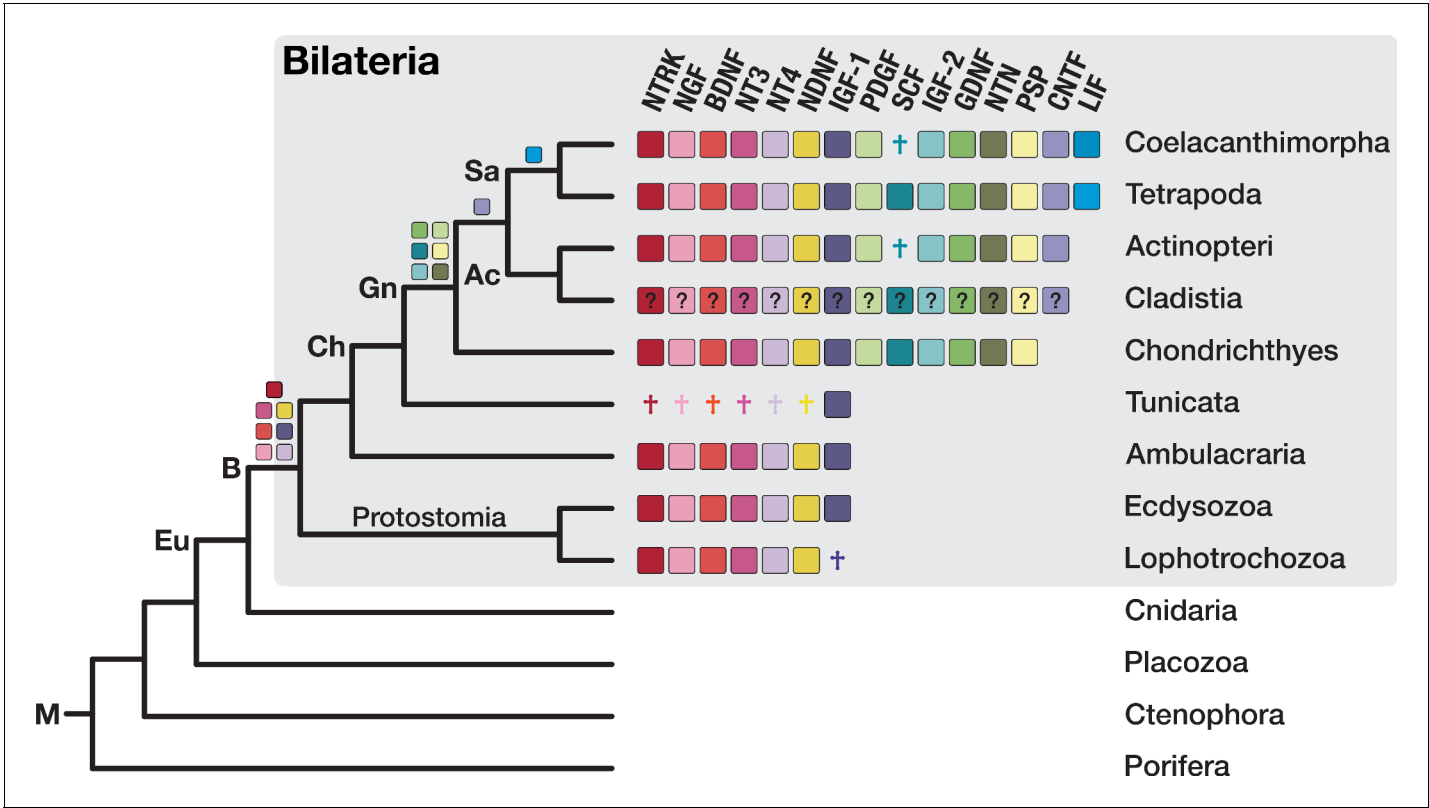 Bilateria
NTRK NGF BDNF NT3 NT4 NDNF IGF-1 PDGF SCF IGF-2 GDNF NTN PSP CNTF LIF
† Coelacanthimorpha
Sa
Tetrapoda
† Actinopteri
Ac
Gn
? ? ? ? ? ? ? ? ? ? ? ? ? ? Cladistia
Ch
Chondrichthyes
† † † † † † Tunicata
Ambulacraria
B
Protostomia
Ecdysozoa
Eu
† Lophotrochozoa
Cnidaria
Placozoa
M
Ctenophora
Porifera